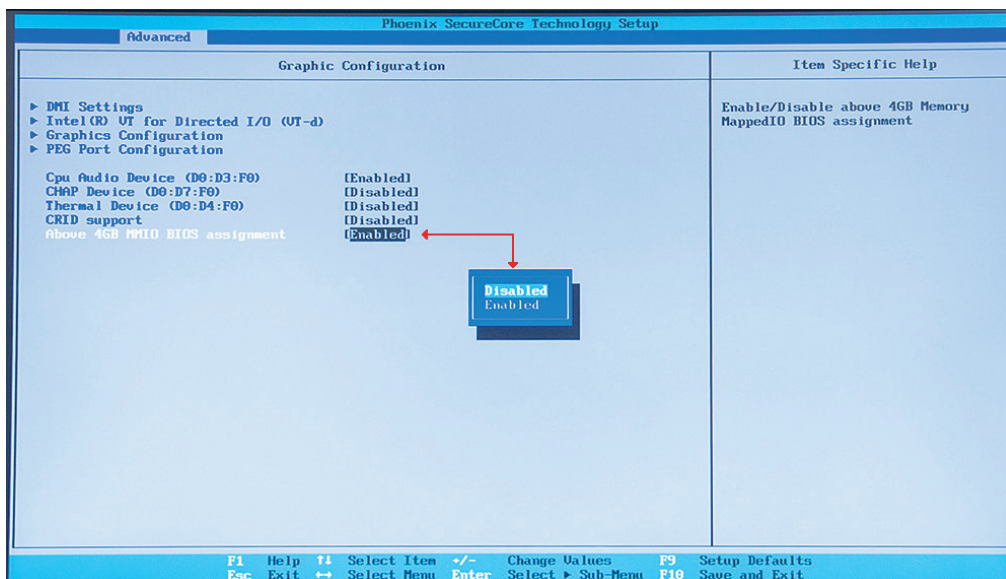 Phoenix SecureCore Technology Setup
Advanced
Graphic Configuration
Item Specific Help
▶ DMI Settings
▶ Intel(R) VT for Directed I/O (VT-d)
▶ Graphics Configuration
▶ PEG Port Configuration
Cpu Audio Device (D0:D3:F0) [Enabled]
CHAP Device (D0:D7:F0) [Disabled]
Thermal Device (D0:D4:F0) [Disabled]
CRID support [Disabled]
Above 4GB MMIO BIOS assignment [Enabled]
Disabled
Enabled
Enable/Disable above 4GB Memory
MappedIO BIOS assignment
F1 Help ↑↓ Select Item +/- Change Values F9 Setup Defaults
Esc Exit ↔ Select Menu Enter Select ▶ Sub-Menu F10 Save and Exit